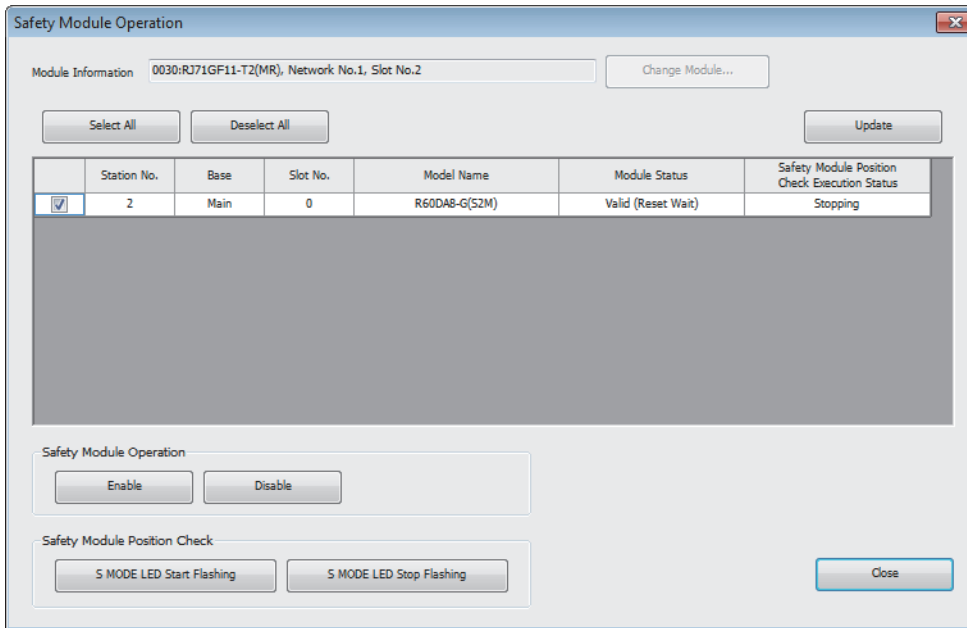 Safety Module Operation
Module Information 0030:RJ71GF11-T2(MR), Network No.1, Slot No.2 Change Module...
Select All Deselect All Update
Station No. Base Slot No. Model Name Module Status Safety Module Position
Check Execution Status
2 Main 0 R60DA8-G(S2M) Valid (Reset Wait) Stopping
Safety Module Operation
Enable Disable
Safety Module Position Check
S MODE LED Start Flashing S MODE LED Stop Flashing Close